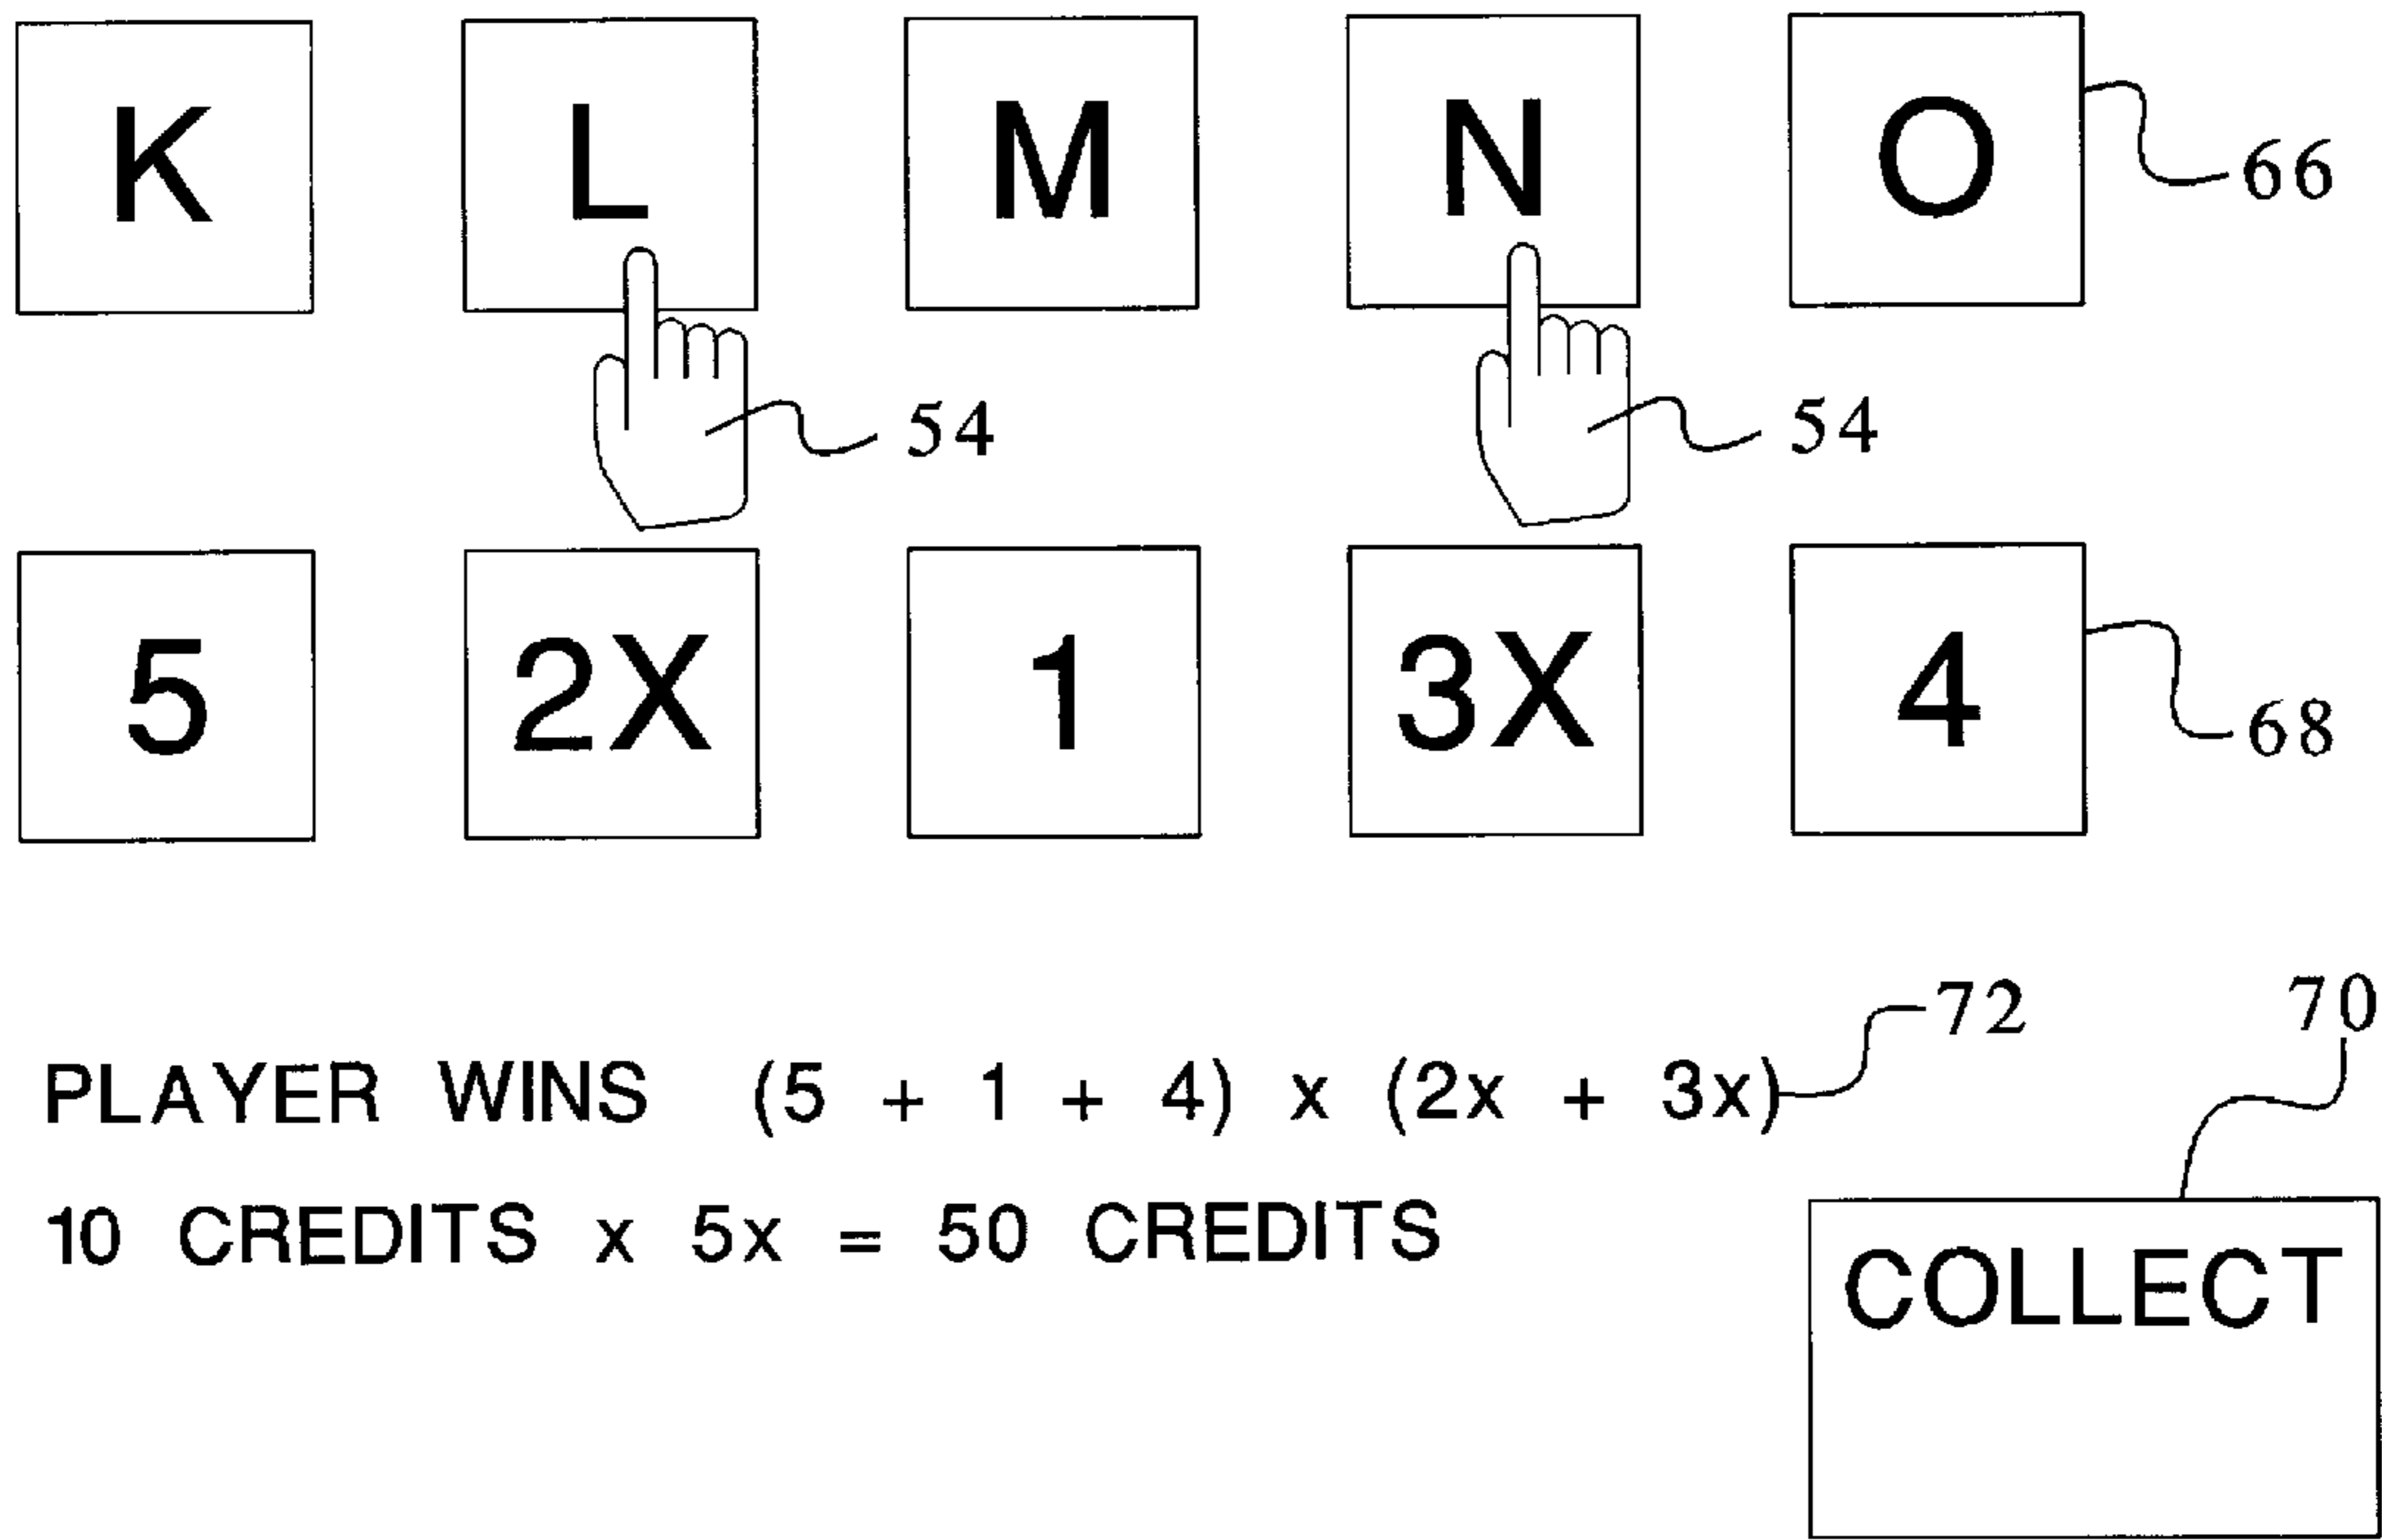 K L M N O 66
54 54
5 2X 1 3X 4 68
72 70
PLAYER WINS (5 + 1 + 4) x (2x + 3x)
10 CREDITS x 5x = 50 CREDITS
COLLECT